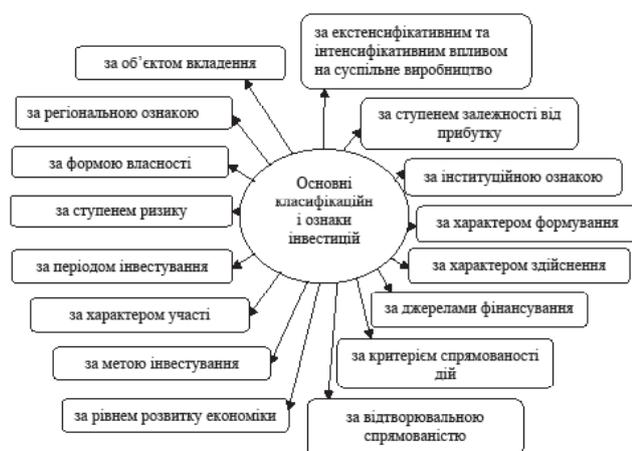 за екстенсифікативним та
інтенсифікативним впливом
на суспільне виробництво
за об’єктом вкладення
за регіональною ознакою
за ступенем залежності від
прибутку
за формою власності
за інституційною ознакою
Основні
класифікаційн
і ознаки
інвестицій
за ступенем ризику
за характером формування
за періодом інвестування
за характером здійснення
за характером участі
за джерелами фінансування
за метою інвестування
за критерієм спрямованості
дій
за рівнем розвитку економіки
за відтворювальною
спрямованістю